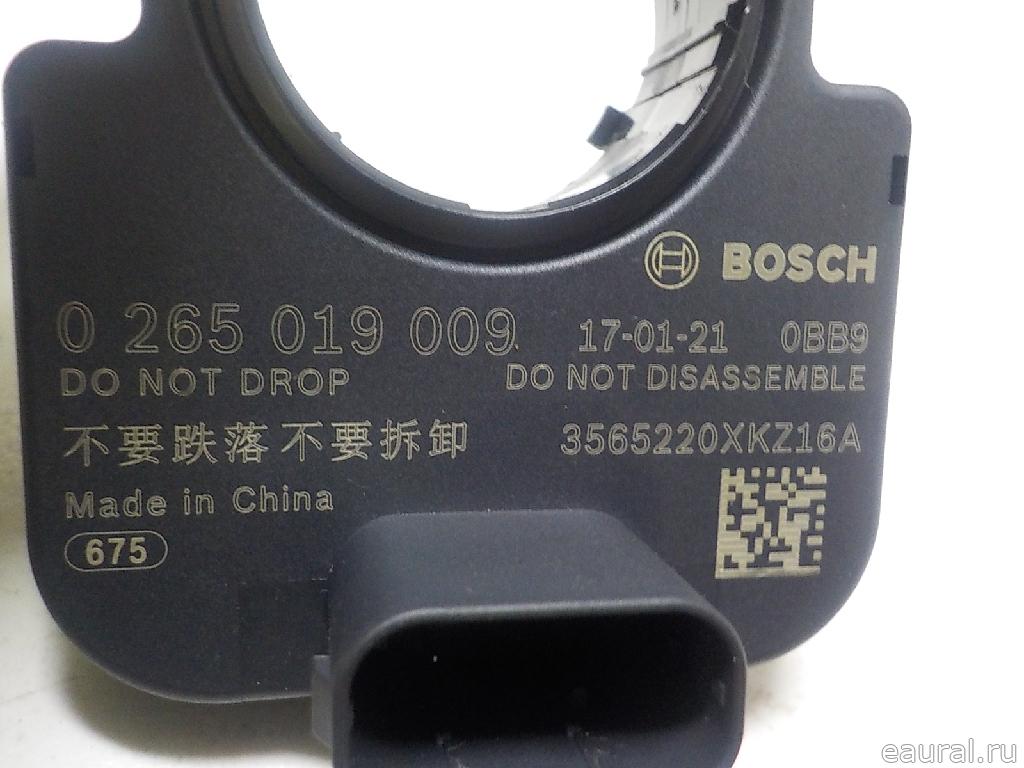 BOSCH
0 265 019 009 17-01-21 0BB9
DO NOT DROP DO NOT DISASSEMBLE
不要跌落 不要拆卸 3565220XKZ16A
Made in China
675
eaural.ru